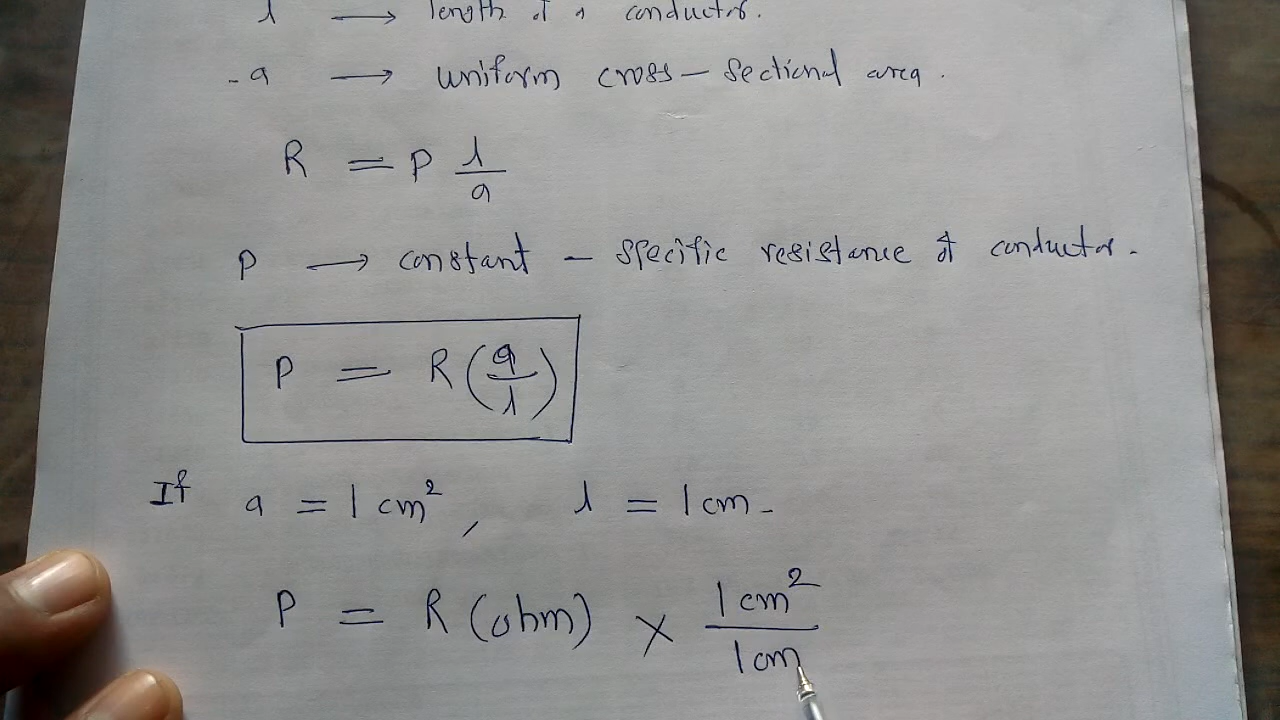 l → length of a conductor.
- a → uniform cross - sectional area.
R = ρ l/a
ρ → constant - specific resistance of conductor.
ρ = R (a/l)
If a = 1 cm², l = 1 cm -
ρ = R (ohm) × 1 cm²/1 cm